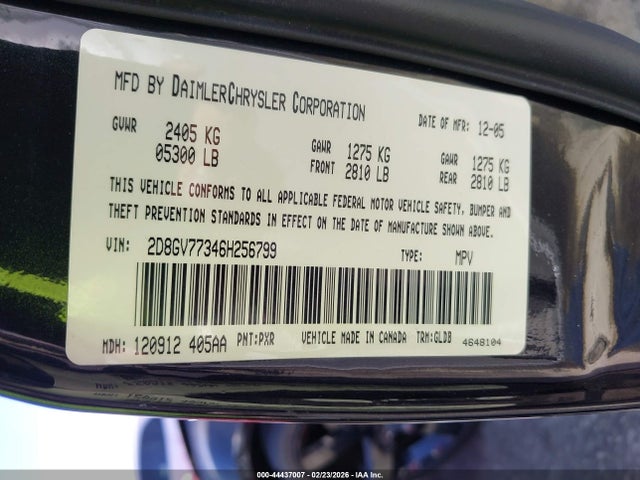 MFD BY DAIMLERCHRYSLER CORPORATION
DATE OF MFR: 12-05
GVWR 2405 KG 05300 LB
GAWR FRONT 1275 KG 2810 LB
GAWR REAR 1275 KG 2810 LB
THIS VEHICLE CONFORMS TO ALL APPLICABLE FEDERAL MOTOR VEHICLE SAFETY, BUMPER AND
THEFT PREVENTION STANDARDS IN EFFECT ON THE DATE OF MANUFACTURE SHOWN ABOVE.
VIN: 2D8GV77346H256799 TYPE: MPV
MDH: 120912 405AA PNT:PXR VEHICLE MADE IN CANADA TRM:GLDB 4648104
000-44437007 - 02/23/2026 - IAA Inc.